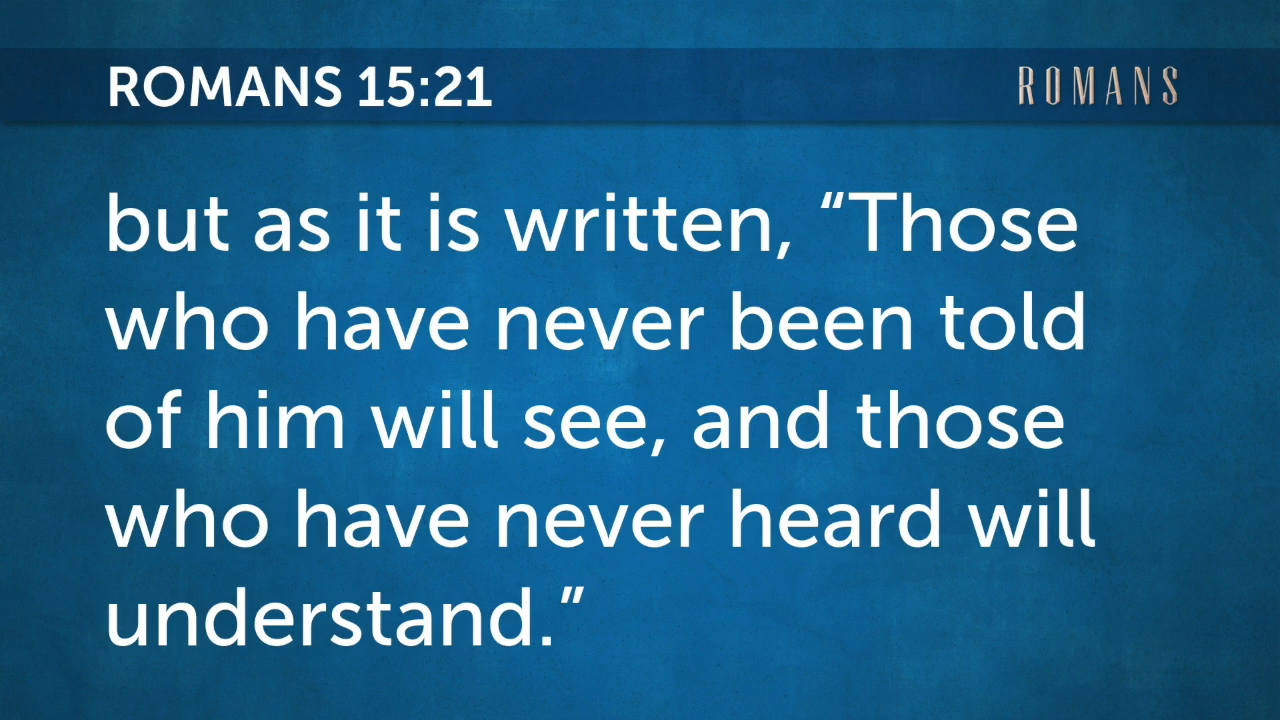 ROMANS 15:21
ROMANS
but as it is written, “Those
who have never been told
of him will see, and those
who have never heard will
understand.”